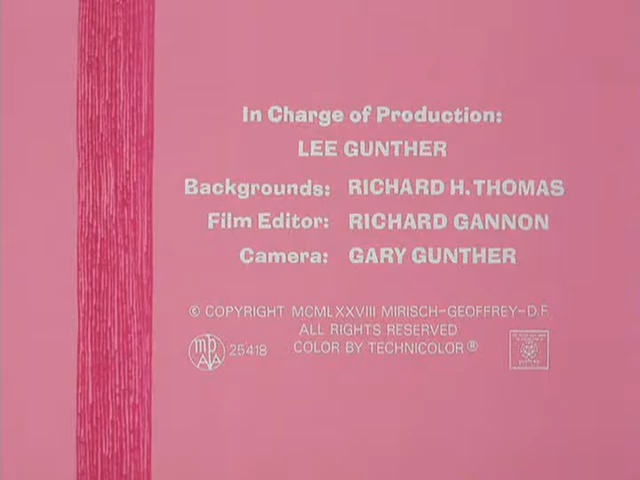 In Charge of Production:
LEE GUNTHER
Backgrounds: RICHARD H. THOMAS
Film Editor: RICHARD GANNON
Camera: GARY GUNTHER
© COPYRIGHT MCMLXXVIII MIRISCH-GEOFFREY-D.F.
ALL RIGHTS RESERVED
MPAA 25418 COLOR BY TECHNICOLOR®